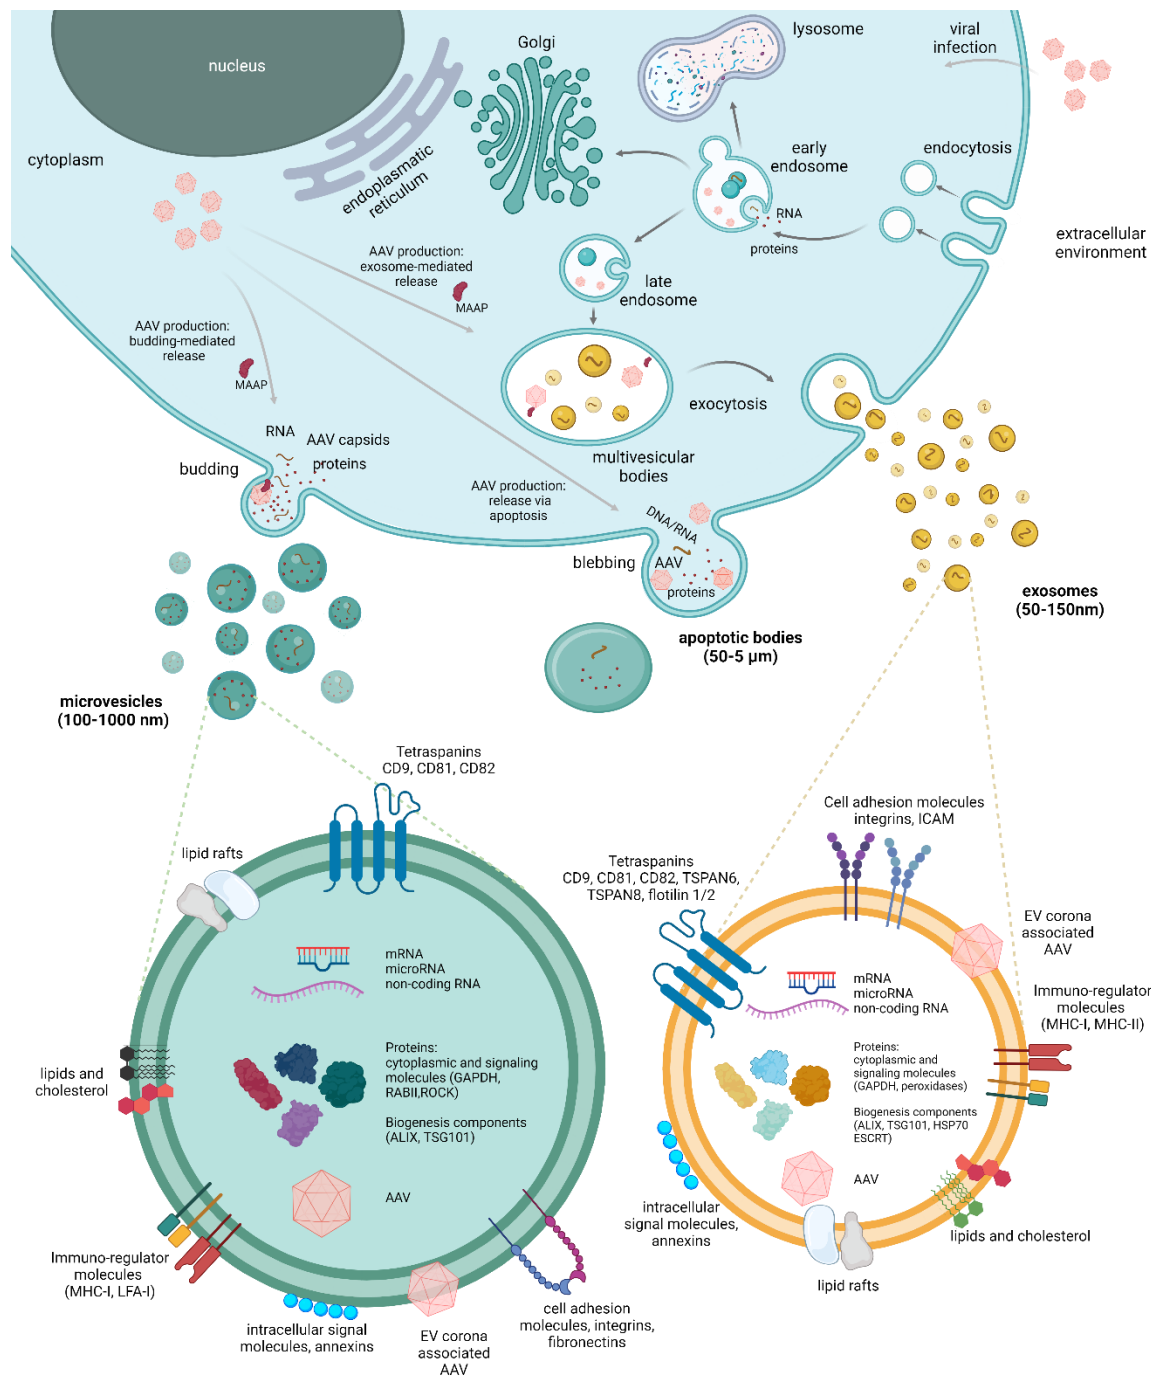 nucleus
Golgi
lysosome
viral
infection
cytoplasm
endoplasmatic
reticulum
early
endosome
endocytosis
RNA
proteins
extracellular
environment
AAV production:
exosome-mediated
release
MAAP
late
endosome
AAV production:
budding-mediated
release
MAAP
exocytosis
multivesicular
bodies
RNA
AAV capsids
proteins
budding
AAV production:
release via
apoptosis
DNA/RNA
blebbing
AAV
proteins
exosomes
(50-150nm)
apoptotic bodies
(50-5 µm)
microvesicles
(100-1000 nm)
Tetraspanins
CD9, CD81, CD82
lipid rafts
mRNA
microRNA
non-coding RNA
Proteins:
cytoplasmic and signaling
molecules (GAPDH,
RABII,ROCK)
Biogenesis components
(ALIX, TSG101)
AAV
lipids and
cholesterol
Immuno-regulator
molecules
(MHC-I, LFA-I)
intracellular signal
molecules, annexins
EV corona
associated
AAV
cell adhesion
molecules, integrins,
fibronectins
Cell adhesion molecules
integrins, ICAM
Tetraspanins
CD9, CD81, CD82, TSPAN6,
TSPAN8, flotilin 1/2
EV corona
associated
AAV
Immuno-regulator
molecules
(MHC-I, MHC-II)
mRNA
microRNA
non-coding RNA
Proteins:
cytoplasmic and
signaling molecules
(GAPDH, peroxidases)
Biogenesis components
(ALIX, TSG101, HSP70
ESCRT)
AAV
intracellular
signal molecules,
annexins
lipids and cholesterol
lipid rafts